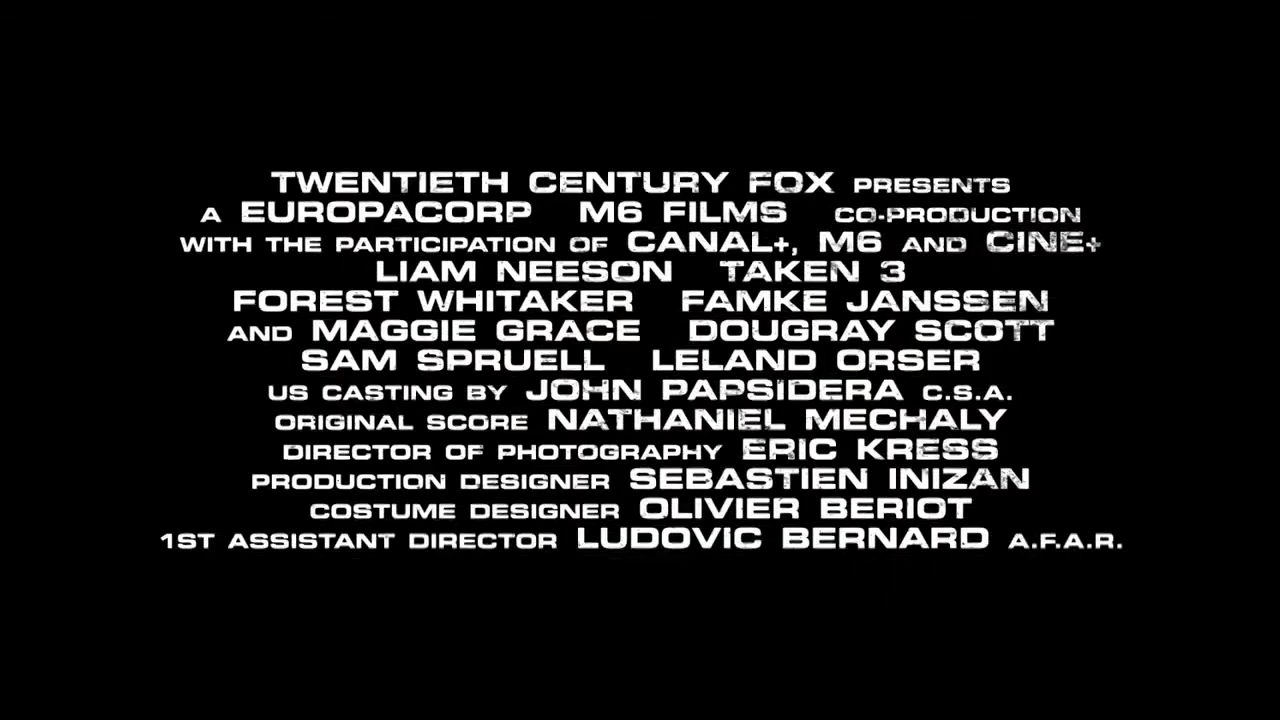 TWENTIETH CENTURY FOX PRESENTS
A EUROPACORP M6 FILMS CO-PRODUCTION
WITH THE PARTICIPATION OF CANAL+, M6 AND CINE+
LIAM NEESON TAKEN 3
FOREST WHITAKER FAMKE JANSSEN
AND MAGGIE GRACE DOUGRAY SCOTT
SAM SPRUELL LELAND ORSER
US CASTING BY JOHN PAPSIDERA C.S.A.
ORIGINAL SCORE NATHANIEL MECHALY
DIRECTOR OF PHOTOGRAPHY ERIC KRESS
PRODUCTION DESIGNER SEBASTIEN INIZAN
COSTUME DESIGNER OLIVIER BERIOT
1ST ASSISTANT DIRECTOR LUDOVIC BERNARD A.F.A.R.